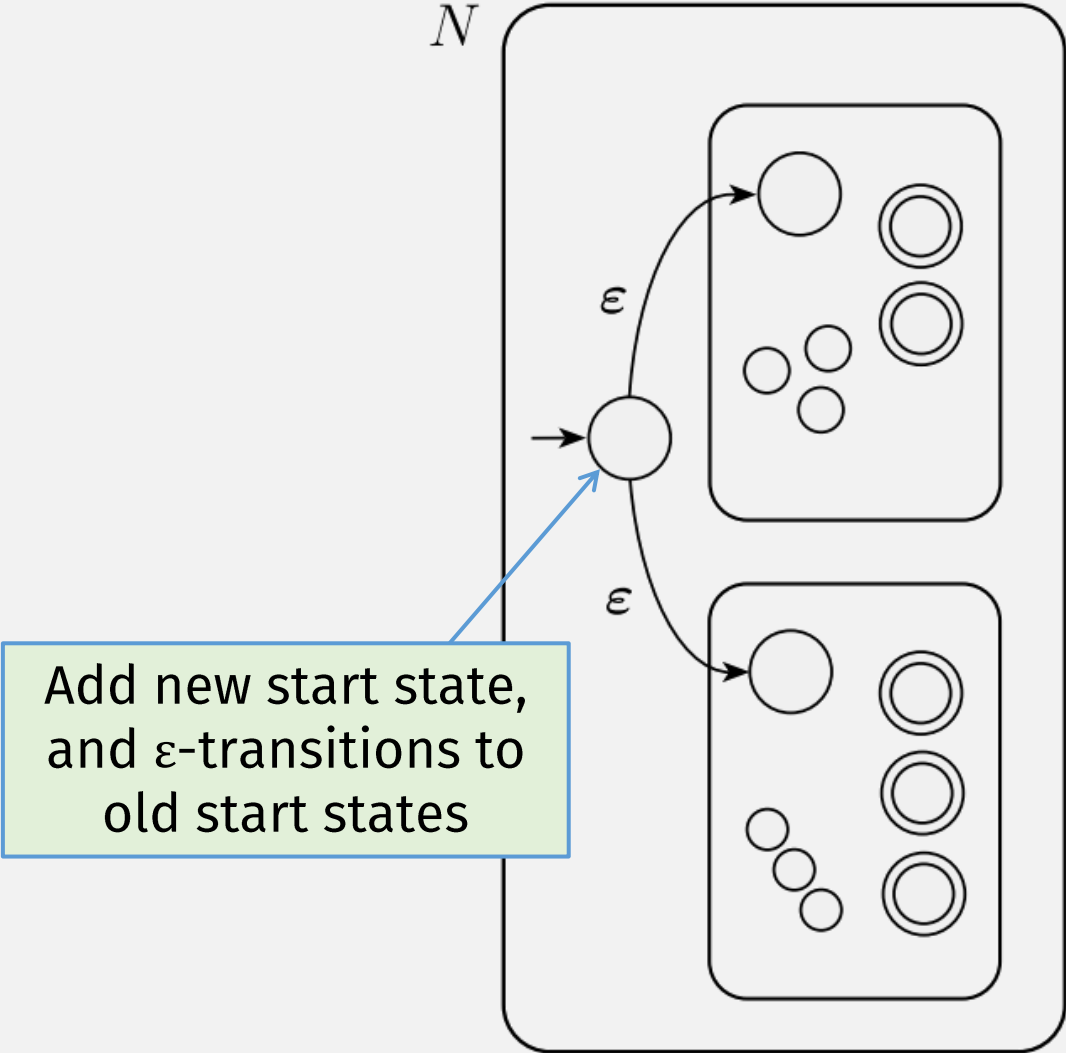 N
ε
ε
Add new start state,
and ε-transitions to
old start states